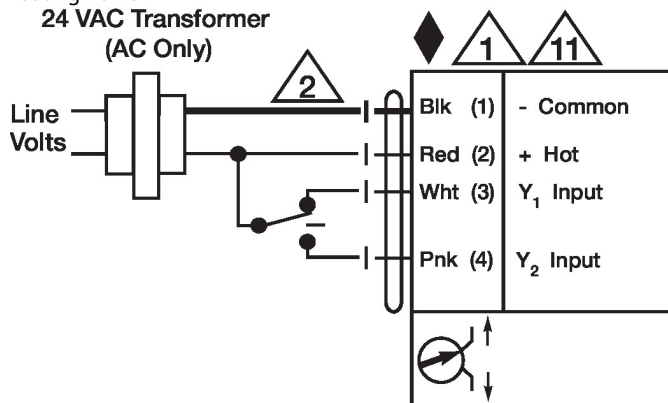 24 VAC Transformer
(AC Only)
Line
Volts
2
1
11
Blk (1) - Common
Red (2) + Hot
Wht (3) Y1 Input
Pnk (4) Y2 Input